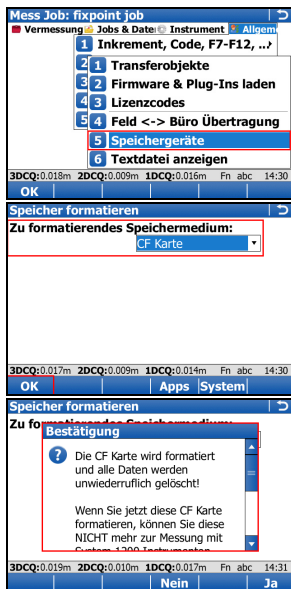 Mess Job: fixpoint job
Vermessung Jobs & Date Instrument Allgem
1 Inkrement, Code, F7-F12, ..
2 1 Transferobjekte
3 2 Firmware & Plug-Ins laden
4 3 Lizenzcodes
5 4 Feld <-> Büro Übertragung
5 Speichergeräte
6 Textdatei anzeigen
3DCQ:0.018m 2DCQ:0.009m 1DCQ:0.016m Fn abc 14:30
OK
Speicher formatieren
Zu formatierendes Speichermedium:
CF Karte
3DCQ:0.017m 2DCQ:0.009m 1DCQ:0.014m Fn abc 14:30
OK Apps System
Speicher formatieren
Zu formatierendes Speichermedium:
Bestätigung
Die CF Karte wird formatiert
und alle Daten werden
unwiederruflich gelöscht!
Wenn Sie jetzt diese CF Karte
formatieren, können Sie diese
NICHT mehr zur Messung mit
System 1200 Instrumenten
3DCQ:0.019m 2DCQ:0.010m 1DCQ:0.017m Fn abc 14:31
Nein Ja